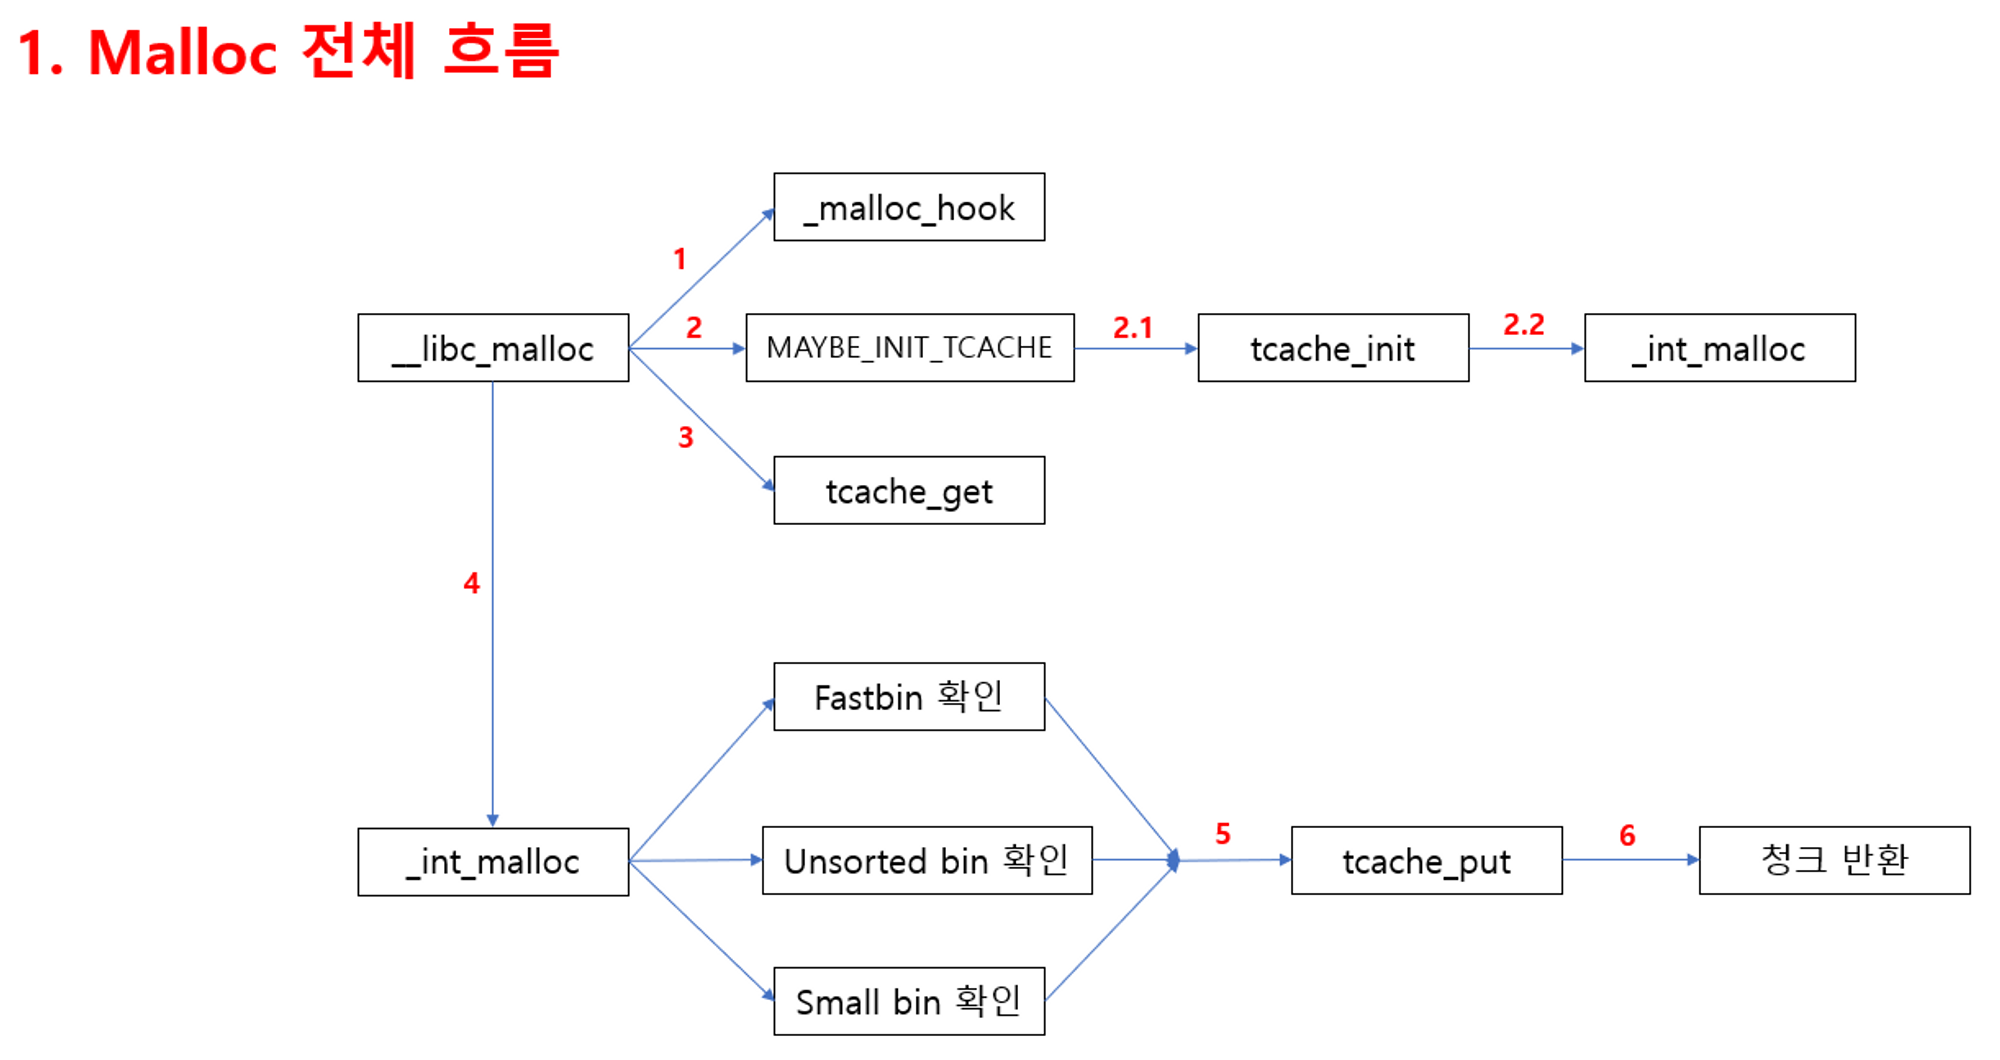 1. Malloc 전체 흐름
_malloc_hook
1
__libc_malloc
2
MAYBE_INIT_TCACHE
2.1
tcache_init
2.2
_int_malloc
3
tcache_get
4
Fastbin 확인
_int_malloc
Unsorted bin 확인
5
tcache_put
6
청크 반환
Small bin 확인